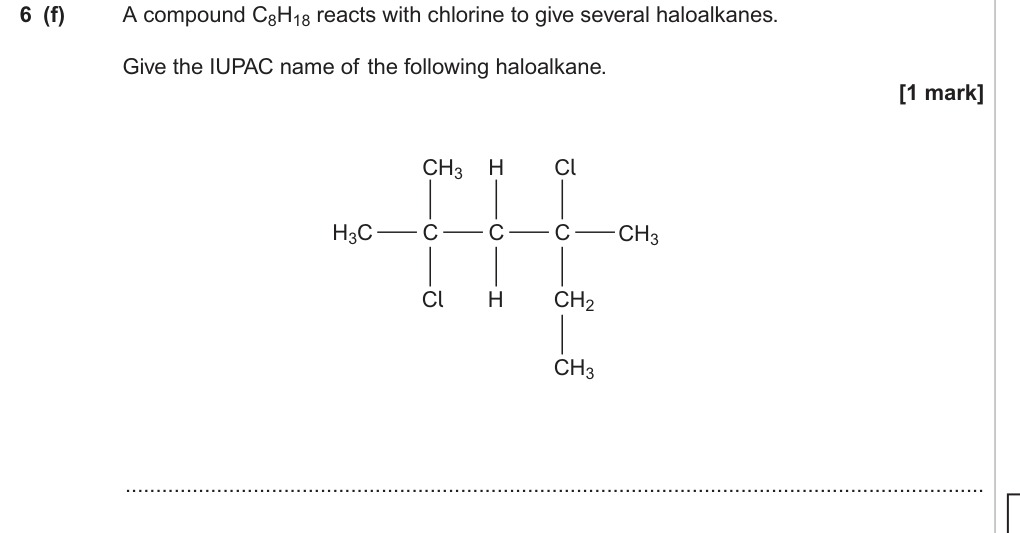 6 (f) A compound C₈H₁₈ reacts with chlorine to give several haloalkanes.
Give the IUPAC name of the following haloalkane.
[1 mark]
CH₃ H Cl
H₃C C C C CH₃
Cl H CH₂
CH₃